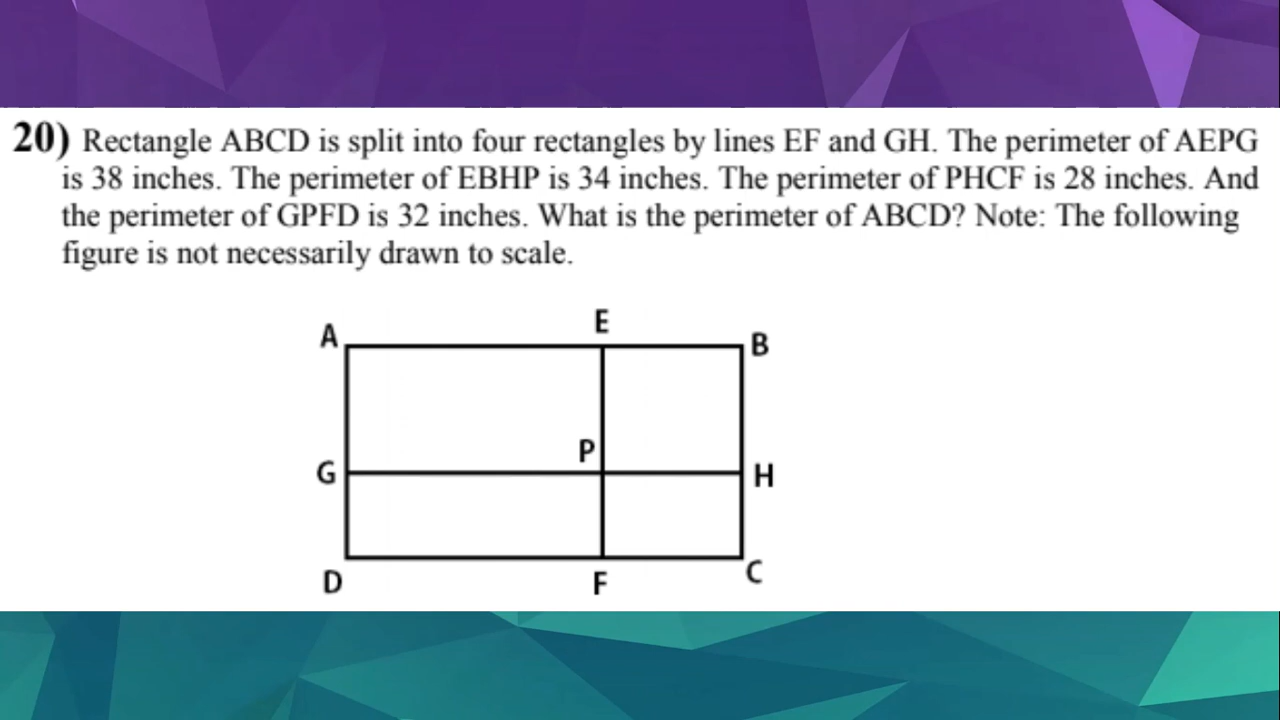 20) Rectangle ABCD is split into four rectangles by lines EF and GH. The perimeter of AEPG
is 38 inches. The perimeter of EBHP is 34 inches. The perimeter of PHCF is 28 inches. And
the perimeter of GPFD is 32 inches. What is the perimeter of ABCD? Note: The following
figure is not necessarily drawn to scale.
E
A
B
P
G
H
D
F
C